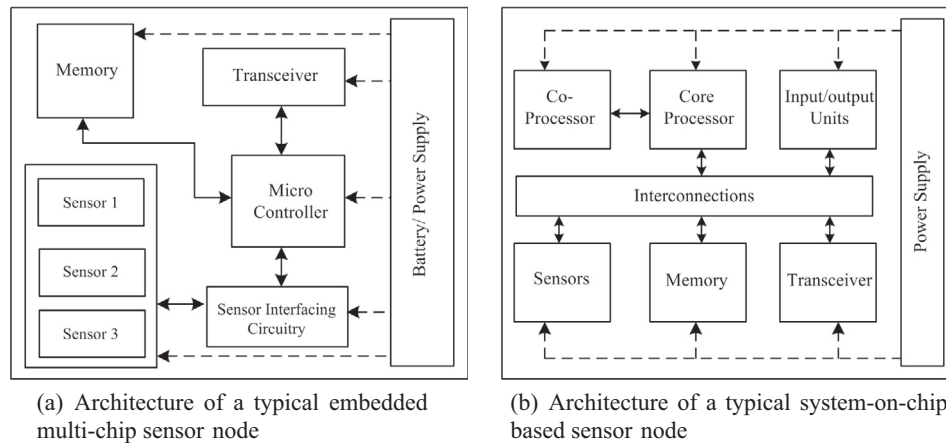 Memory
Transceiver
Micro
Controller
Sensor 1
Sensor 2
Sensor 3
Sensor Interfacing
Circuitry
Battery/ Power Supply
(a) Architecture of a typical embedded
multi-chip sensor node
Co-
Processor
Core
Processor
Input/output
Units
Interconnections
Sensors
Memory
Transceiver
Power Supply
(b) Architecture of a typical system-on-chip
based sensor node